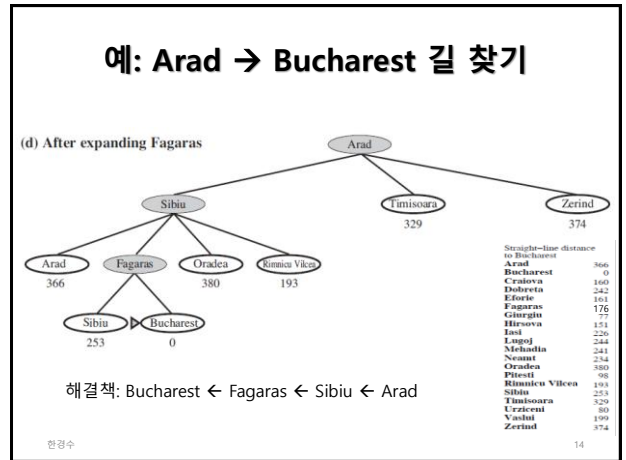 예: Arad → Bucharest 길 찾기
(d) After expanding Fagaras
Arad
Sibiu
Timisoara
Zerind
329
374
Arad
Fagaras
Oradea
Rimnicu Vilcea
366
380
193
Sibiu
Bucharest
253
0
Straight−line distance
to Bucharest
Arad 366
Bucharest 0
Craiova 160
Dobreta 242
Eforie 161
Fagaras 176
Giurgiu 77
Hirsova 151
Iasi 226
Lugoj 244
Mehadia 241
Neamt 234
Oradea 380
Pitesti 98
Rimnicu Vilcea 193
Sibiu 253
Timisoara 329
Urziceni 80
Vaslui 199
Zerind 374
해결책: Bucharest ← Fagaras ← Sibiu ← Arad
한경수
14